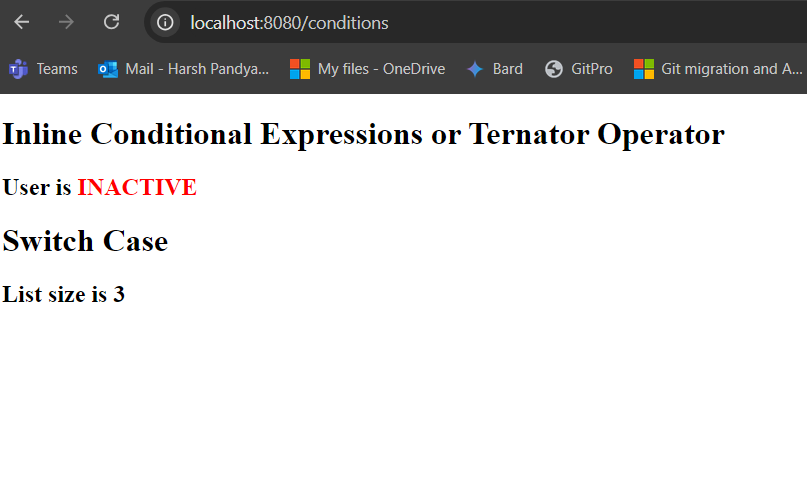 localhost:8080/conditions
Teams Mail - Harsh Pandya... My files - OneDrive Bard GitPro Git migration and A...
Inline Conditional Expressions or Ternator Operator
User is INACTIVE
Switch Case
List size is 3